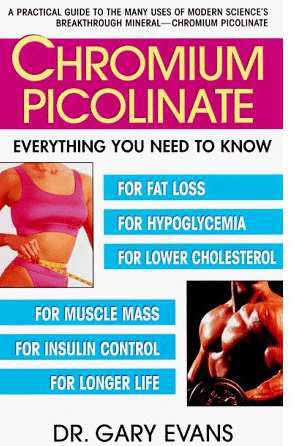 A PRACTICAL GUIDE TO THE MANY USES OF MODERN SCIENCE'S
BREAKTHROUGH MINERAL—CHROMIUM PICOLINATE
CHROMIUM
PICOLINATE
EVERYTHING YOU NEED TO KNOW
FOR FAT LOSS
FOR HYPOGLYCEMIA
FOR LOWER CHOLESTEROL
FOR MUSCLE MASS
FOR INSULIN CONTROL
FOR LONGER LIFE
DR. GARY EVANS